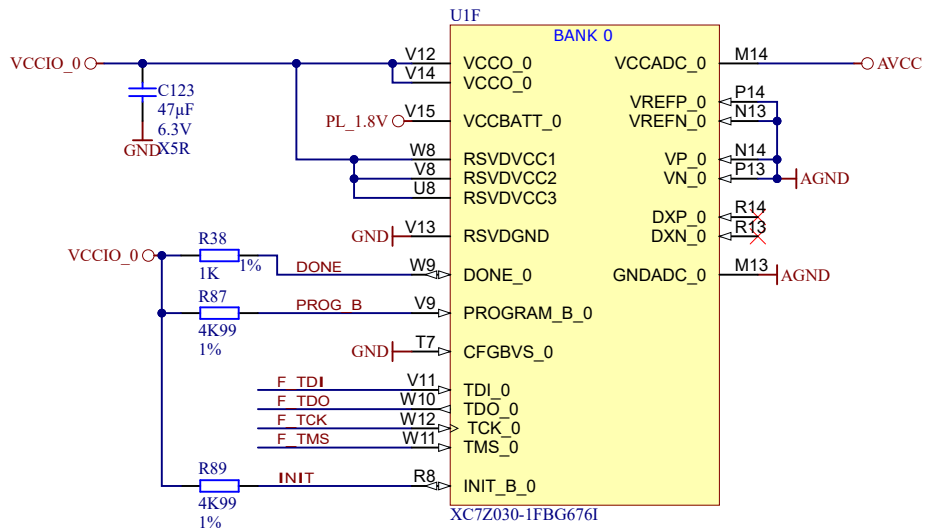 U1F
BANK 0
VCCIO_0
C123
47µF
6.3V
X5R
GND
V12 VCCO_0
V14 VCCO_0
PL_1.8V V15 VCCBATT_0
W8 RSVDVCC1
V8 RSVDVCC2
U8 RSVDVCC3
GND V13 RSVDGND
VCCIO_0
R38
1K
1%
DONE W9 DONE_0
R87
4K99
1%
PROG_B V9 PROGRAM_B_0
GND T7 CFGBVS_0
F_TDI V11 TDI_0
F_TDO W10 TDO_0
F_TCK W12 TCK_0
F_TMS W11 TMS_0
R89
4K99
1%
INIT R8 INIT_B_0
VCCADC_0 M14 AVCC
VREFP_0 P14
VREFN_0 N13
VP_0 N14
VN_0 P13 AGND
DXP_0 R14
DXN_0 R13
GNDADC_0 M13 AGND
XC7Z030-1FBG676I